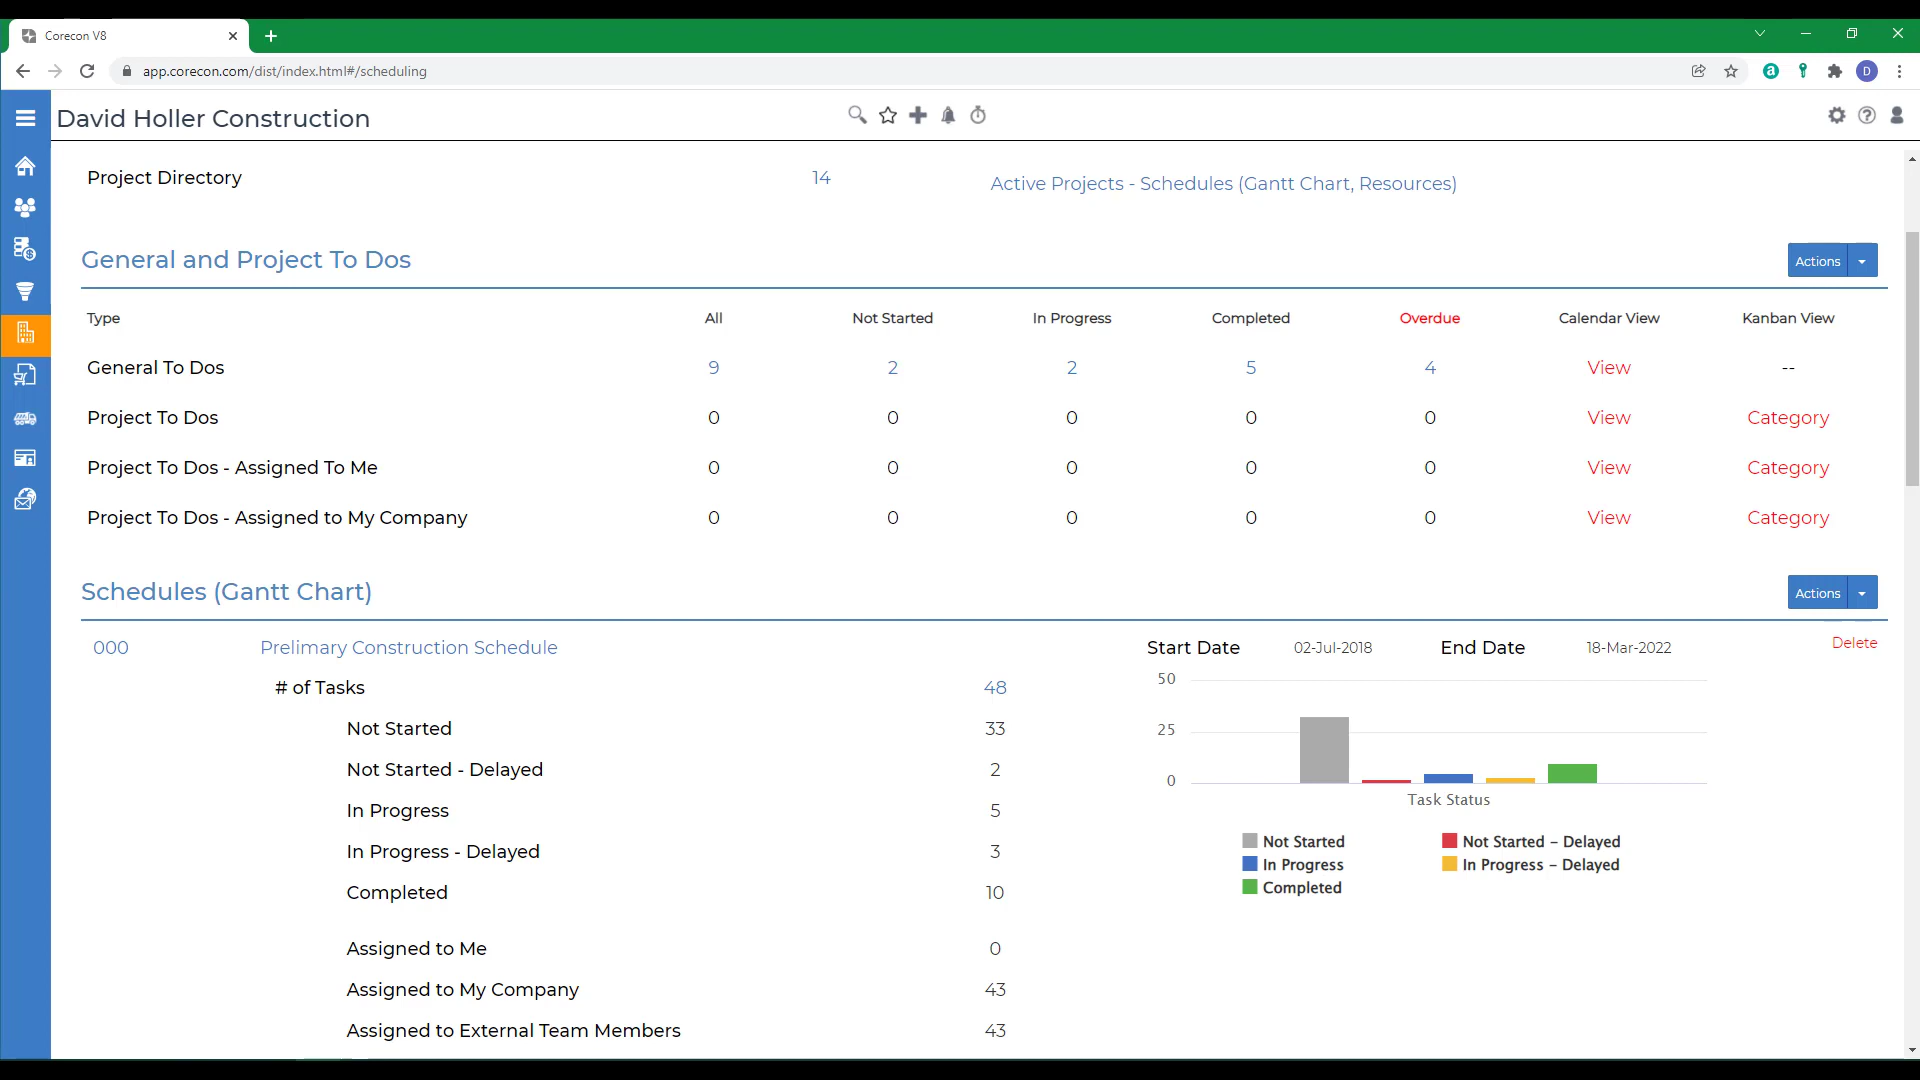 Corecon V8
app.corecon.com/dist/index.html#/scheduling
D
David Holler Construction
Project Directory 14 Active Projects - Schedules (Gantt Chart, Resources)
General and Project To Dos Actions
Type All Not Started In Progress Completed Overdue Calendar View Kanban View
General To Dos 9 2 2 5 4 View --
Project To Dos 0 0 0 0 0 View Category
Project To Dos - Assigned To Me 0 0 0 0 0 View Category
Project To Dos - Assigned to My Company 0 0 0 0 0 View Category
Schedules (Gantt Chart) Actions
000 Prelimary Construction Schedule Start Date 02-Jul-2018 End Date 18-Mar-2022 Delete
# of Tasks 48
Not Started 33
Not Started - Delayed 2
In Progress 5
In Progress - Delayed 3
Completed 10
Assigned to Me 0
Assigned to My Company 43
Assigned to External Team Members 43
50
25
0
Task Status
Not Started Not Started - Delayed
In Progress In Progress - Delayed
Completed